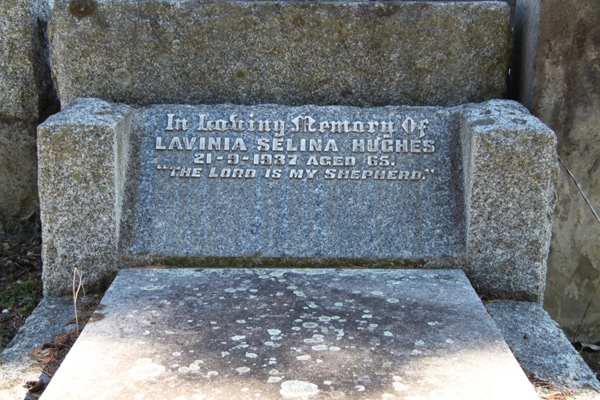 In Loving Memory Of
LAVINIA SELINA HUGHES
21-9-1937 AGED 65.
"THE LORD IS MY SHEPHERD."